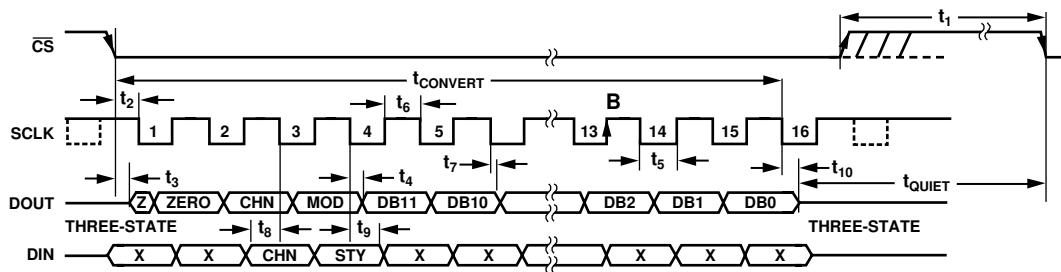 t1
CS
tCONVERT
t2 t6 B
SCLK 1 2 3 4 5 13 14 15 16
t7 t5
t3 t4 t10
tQUIET
DOUT Z ZERO CHN MOD DB11 DB10 DB2 DB1 DB0
THREE-STATE THREE-STATE
t8 t9
DIN X X CHN STY X X X X X